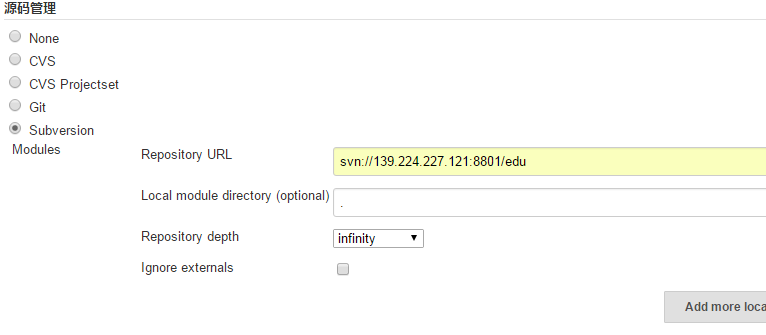 源码管理
None
CVS
CVS Projectset
Git
Subversion
Modules
Repository URL
svn://139.224.227.121:8801/edu
Local module directory (optional)
.
Repository depth
infinity
Ignore externals
Add more loca